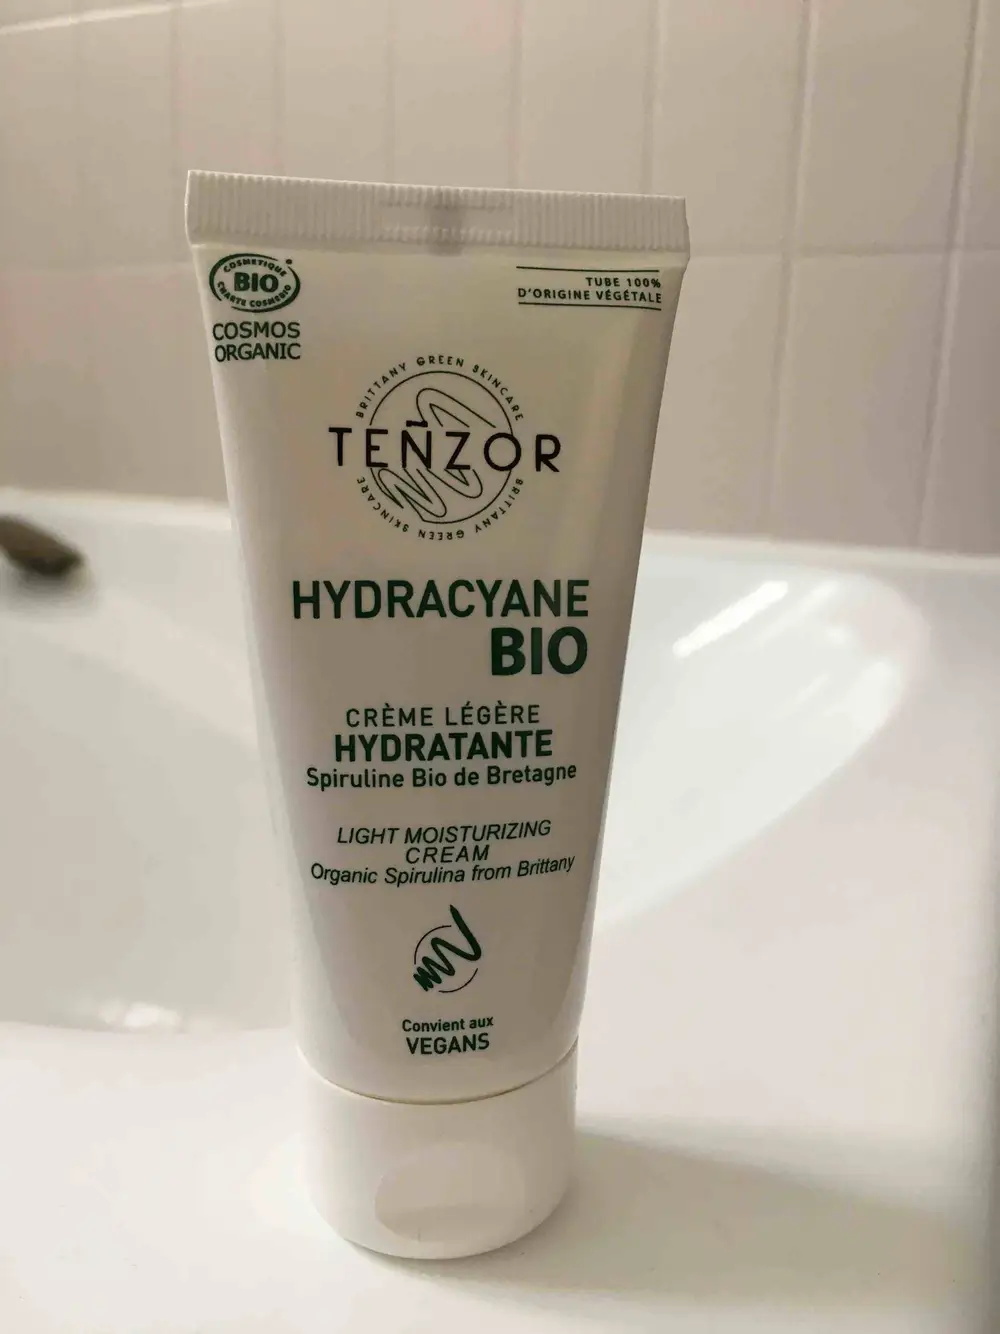 COSMETIQUE
BIO
CHARTE COSMEBIO
COSMOS
ORGANIC
TUBE 100%
D'ORIGINE VÉGÉTALE
BRITTANY GREEN SKINCARE
TEÑZOR
BRITTANY GREEN SKINCARE
HYDRACYANE
BIO
CRÈME LÉGÈRE
HYDRATANTE
Spiruline Bio de Bretagne
LIGHT MOISTURIZING
CREAM
Organic Spirulina from Brittany
Convient aux
VEGANS